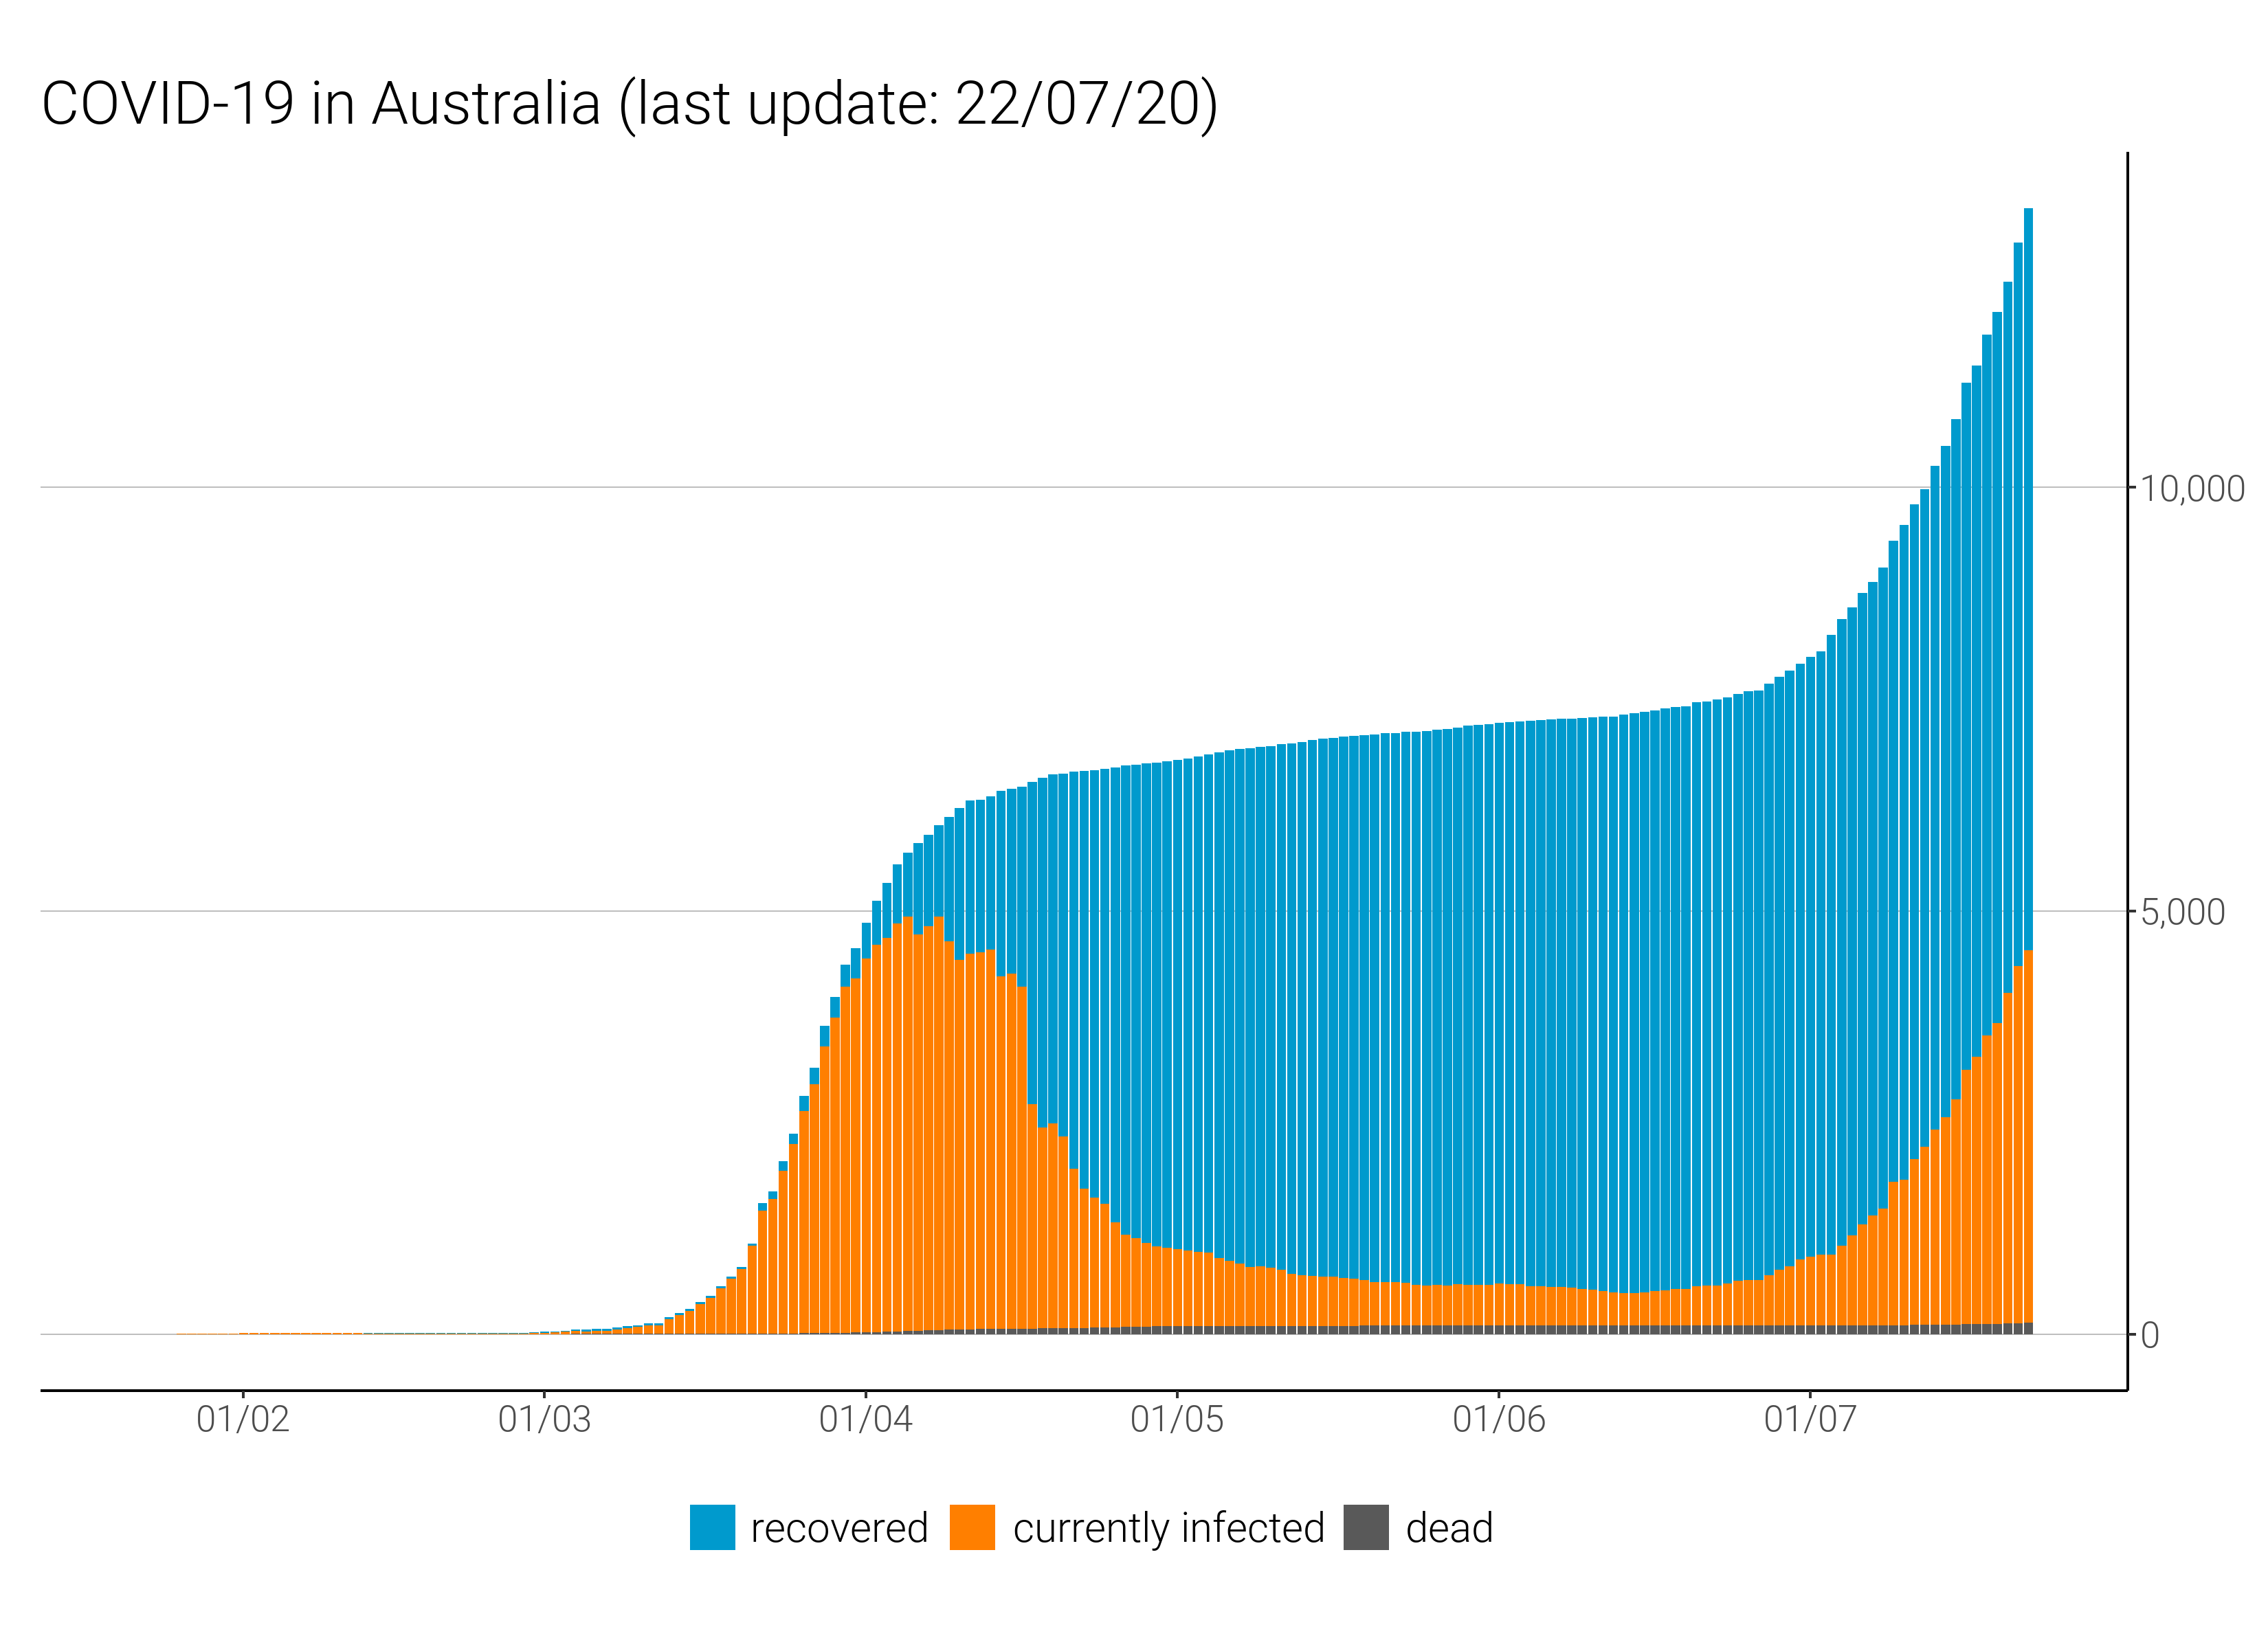 COVID-19 in Australia (last update: 22/07/20)
10,000
5,000
0
01/02 01/03 01/04 01/05 01/06 01/07
recovered currently infected dead